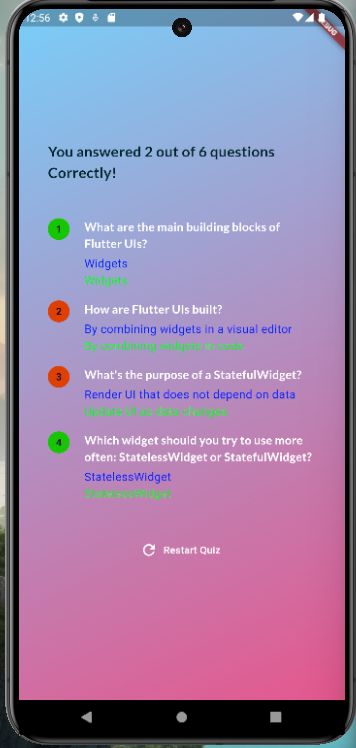 12:56
You answered 2 out of 6 questions
Correctly!
1
What are the main building blocks of
Flutter UIs?
Widgets
Widgets
2
How are Flutter UIs built?
By combining widgets in a visual editor
By combining widgets in code
3
What's the purpose of a StatefulWidget?
Render UI that does not depend on data
Update UI as data changes
4
Which widget should you try to use more
often: StatelessWidget or StatefulWidget?
StatelessWidget
StatelessWidget
Restart Quiz